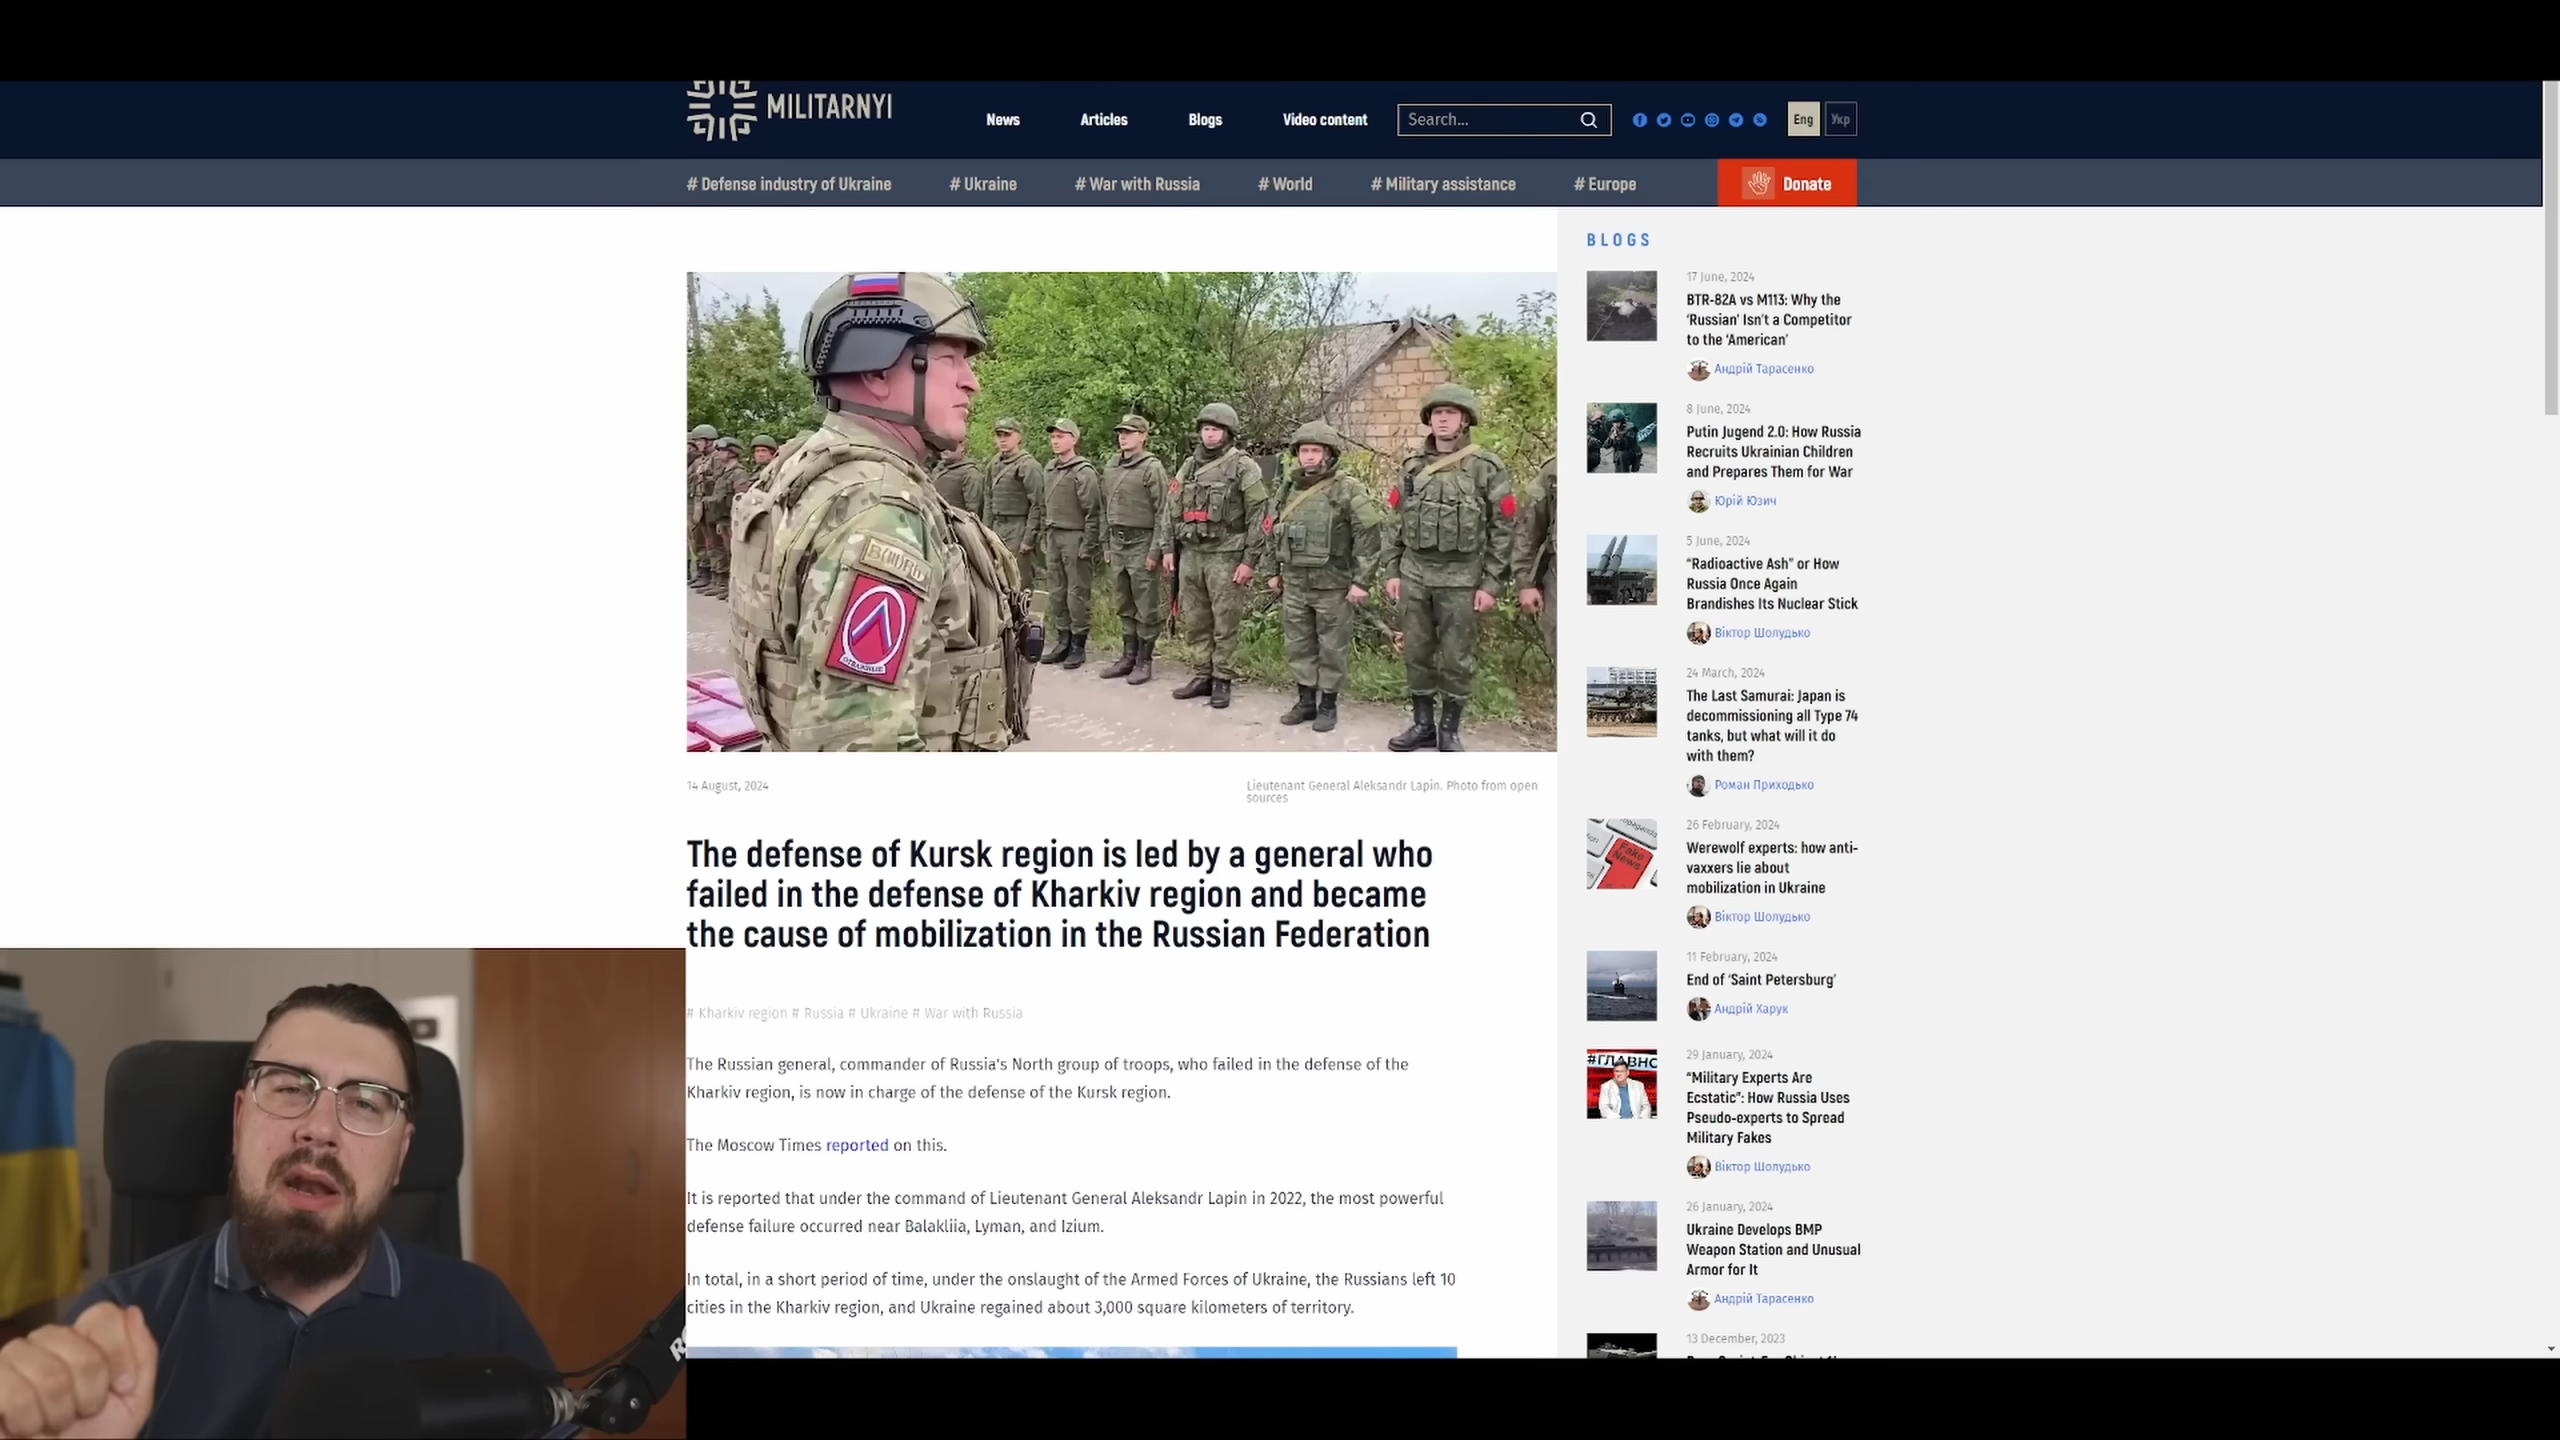 MILITARNYI
News
Articles
Blogs
Video content
Search...
Eng
Укр
# Defense industry of Ukraine
# Ukraine
# War with Russia
# World
# Military assistance
# Europe
Donate
ОТВАЖНЫЕ
14 August, 2024
Lieutenant General Aleksandr Lapin. Photo from open
sources
The defense of Kursk region is led by a general who
failed in the defense of Kharkiv region and became
the cause of mobilization in the Russian Federation
# Kharkiv region # Russia # Ukraine # War with Russia
The Russian general, commander of Russia's North group of troops, who failed in the defense of the
Kharkiv region, is now in charge of the defense of the Kursk region.
The Moscow Times reported on this.
It is reported that under the command of Lieutenant General Aleksandr Lapin in 2022, the most powerful
defense failure occurred near Balakliia, Lyman, and Izium.
In total, in a short period of time, under the onslaught of the Armed Forces of Ukraine, the Russians left 10
cities in the Kharkiv region, and Ukraine regained about 3,000 square kilometers of territory.
BLOGS
17 June, 2024
BTR-82A vs M113: Why the
‘Russian’ Isn’t a Competitor
to the ‘American’
Андрій Тарасенко
8 June, 2024
Putin Jugend 2.0: How Russia
Recruits Ukrainian Children
and Prepares Them for War
Юрій Юзич
5 June, 2024
“Radioactive Ash” or How
Russia Once Again
Brandishes Its Nuclear Stick
Віктор Шолудько
24 March, 2024
The Last Samurai: Japan is
decommissioning all Type 74
tanks, but what will it do
with them?
Роман Приходько
26 February, 2024
Fake
News
Werewolf experts: how anti-
vaxxers lie about
mobilization in Ukraine
Віктор Шолудько
11 February, 2024
End of ‘Saint Petersburg’
Андрій Харук
29 January, 2024
#ГЛАВНО
“Military Experts Are
Ecstatic”: How Russia Uses
Pseudo-experts to Spread
Military Fakes
Віктор Шолудько
26 January, 2024
Ukraine Develops BMP
Weapon Station and Unusual
Armor for It
Андрій Тарасенко
13 December, 2023